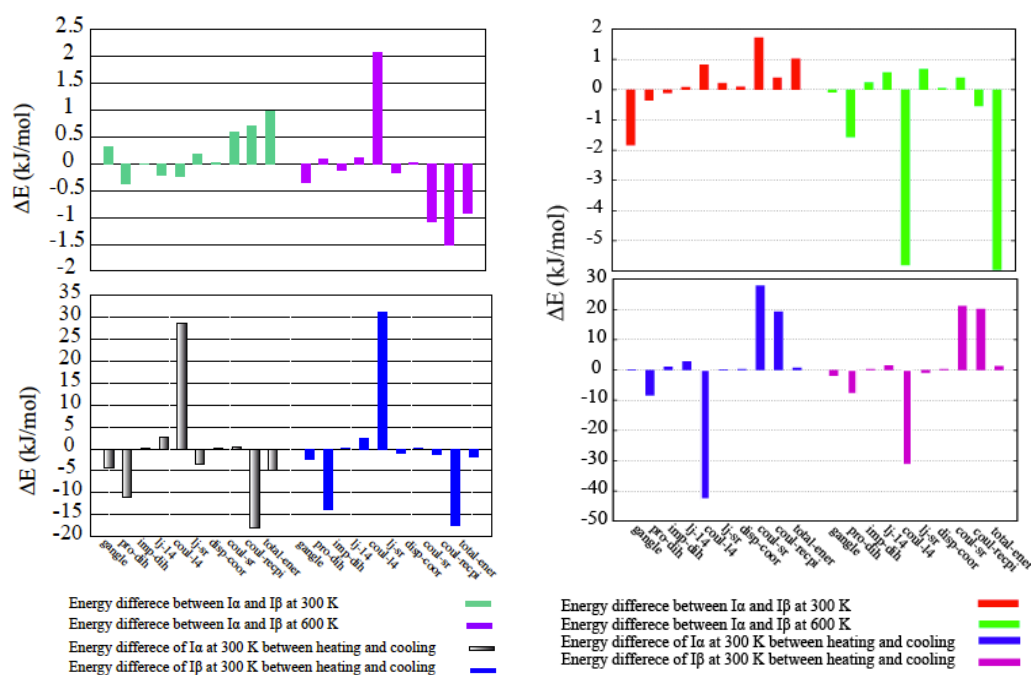 ΔE (kJ/mol)
2.5
2
1.5
1
0.5
0
-0.5
-1
-1.5
-2
ΔE (kJ/mol)
35
30
25
20
15
10
5
0
-5
-10
-15
-20
gangle
pro-dih
imp-dih
lj-14
coul-l4
lj-sr
disp-coor
coul-sr
coul-recpi
total-ener
gangle
pro-dih
imp-dih
lj-14
coul-l4
lj-sr
disp-coor
coul-sr
coul-recpi
total-ener
Energy differece between Iα and Iβ at 300 K
Energy differece between Iα and Iβ at 600 K
Energy differece of Iα at 300 K between heating and cooling
Energy differece of Iβ at 300 K between heating and cooling
ΔE (kJ/mol)
2
1
0
-1
-2
-3
-4
-5
30
20
10
0
-10
-20
-30
-40
-50
gangle
pro-dih
imp-dih
lj-14
coul-l4
lj-sr
disp-coor
coul-sr
coul-recpi
total-ener
gangle
pro-dih
imp-dih
lj-14
coul-l4
lj-sr
disp-coor
cour-sr
coul-recpi
total-ener
Energy differece between Iα and Iβ at 300 K
Energy differece between Iα and Iβ at 600 K
Energy differece of Iα at 300 K between heating and cooling
Energy differece of Iβ at 300 K between heating and cooling